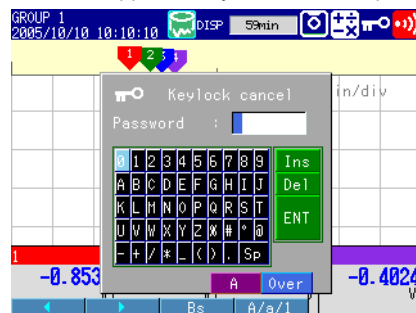 GROUP 1
2005/10/10 10:10:10 DISP 59min
1 2 3
in/div
Keylock cancel
Password :
0 1 2 3 4 5 6 7 8 9 Ins
A B C D E F G H I J Del
K L M N O P Q R S T
ENT
U V W X Y Z % # ° @
- + / * _ ( ) . Sp
A Over
1
-0.853
-0.4024
V
Bs A/a/1